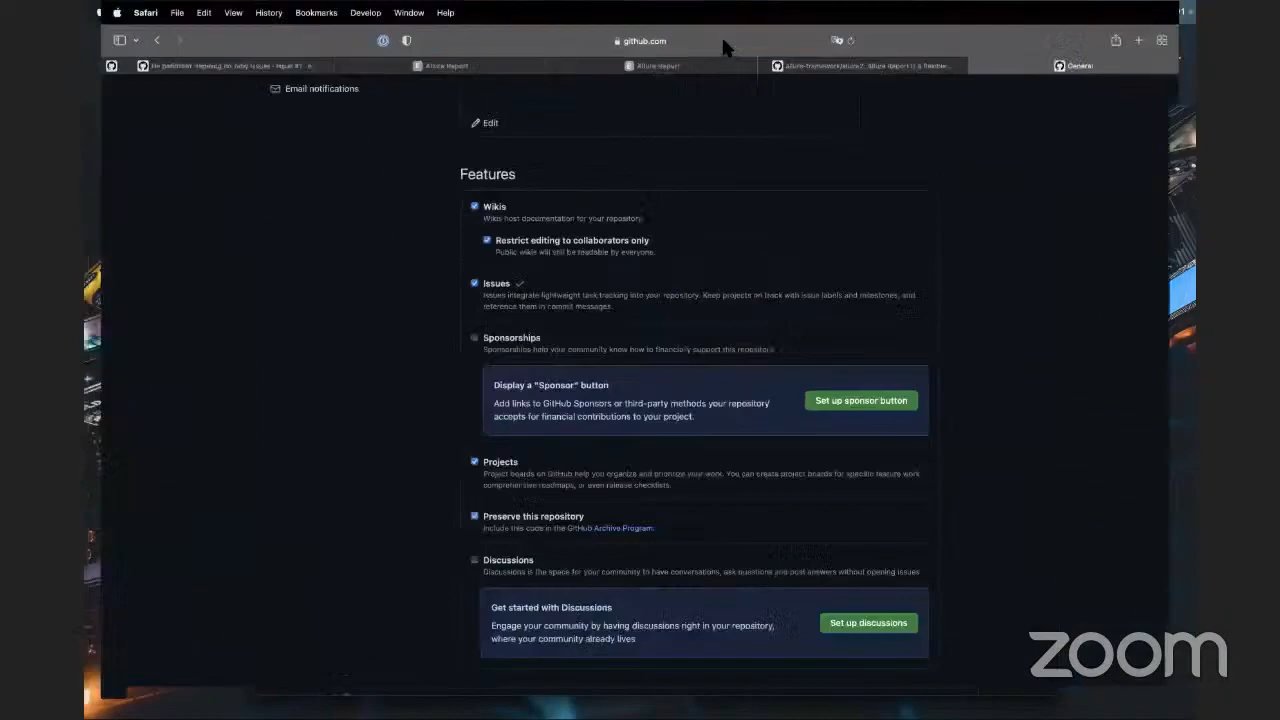 Safari File Edit View History Bookmarks Develop Window Help
github.com
Allure Report
Allure Report
General
Email notifications
Edit
Features
Wikis
Wikis host documentation for your repository.
Restrict editing to collaborators only
Public wikis will still be readable by everyone.
Issues
Issues integrate lightweight task tracking into your repository. Keep projects on track with issue labels and milestones, and
reference them in commit messages.
Sponsorships
Sponsorships help your community know how to financially support this repository.
Display a "Sponsor" button
Add links to GitHub Sponsors or third-party methods your repository
accepts for financial contributions to your project.
Set up sponsor button
Projects
Project boards on GitHub help you organize and prioritize your work. You can create project boards for specific feature work
comprehensive roadmaps, or even release checklists.
Preserve this repository
Include this code in the GitHub Archive Program.
Discussions
Discussions is the space for your community to have conversations, ask questions and post answers without opening issues
Get started with Discussions
Engage your community by having discussions right in your repository,
where your community already lives
Set up discussions
zoom